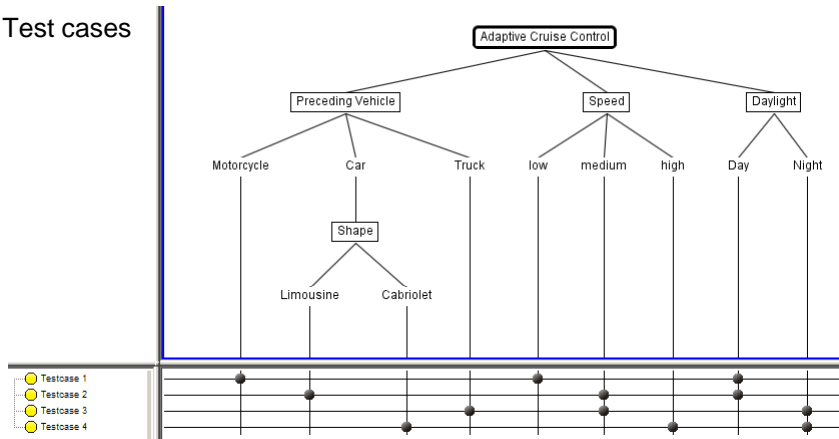 Test cases
Adaptive Cruise Control
Preceding Vehicle Speed Daylight
Motorcycle Car Truck low medium high Day Night
Shape
Limousine Cabriolet
Testcase 1
Testcase 2
Testcase 3
Testcase 4